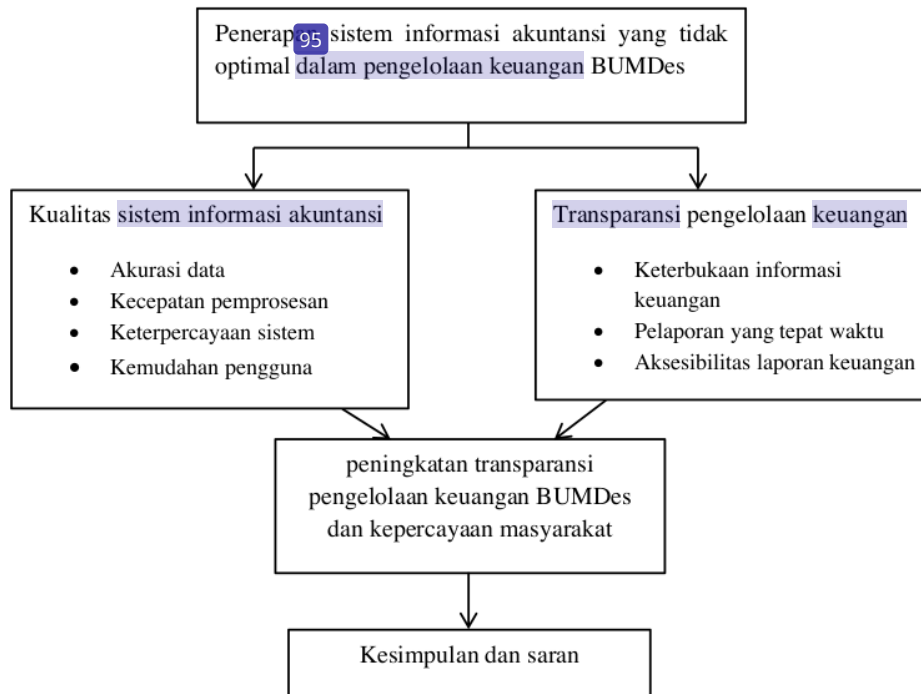 Penerapan sistem informasi akuntansi yang tidak
95
optimal dalam pengelolaan keuangan BUMDes
Kualitas sistem informasi akuntansi
• Akurasi data
• Kecepatan pemprosesan
• Keterpercayaan sistem
• Kemudahan pengguna
Transparansi pengelolaan keuangan
• Keterbukaan informasi
keuangan
• Pelaporan yang tepat waktu
• Aksesibilitas laporan keuangan
peningkatan transparansi
pengelolaan keuangan BUMDes
dan kepercayaan masyarakat
Kesimpulan dan saran